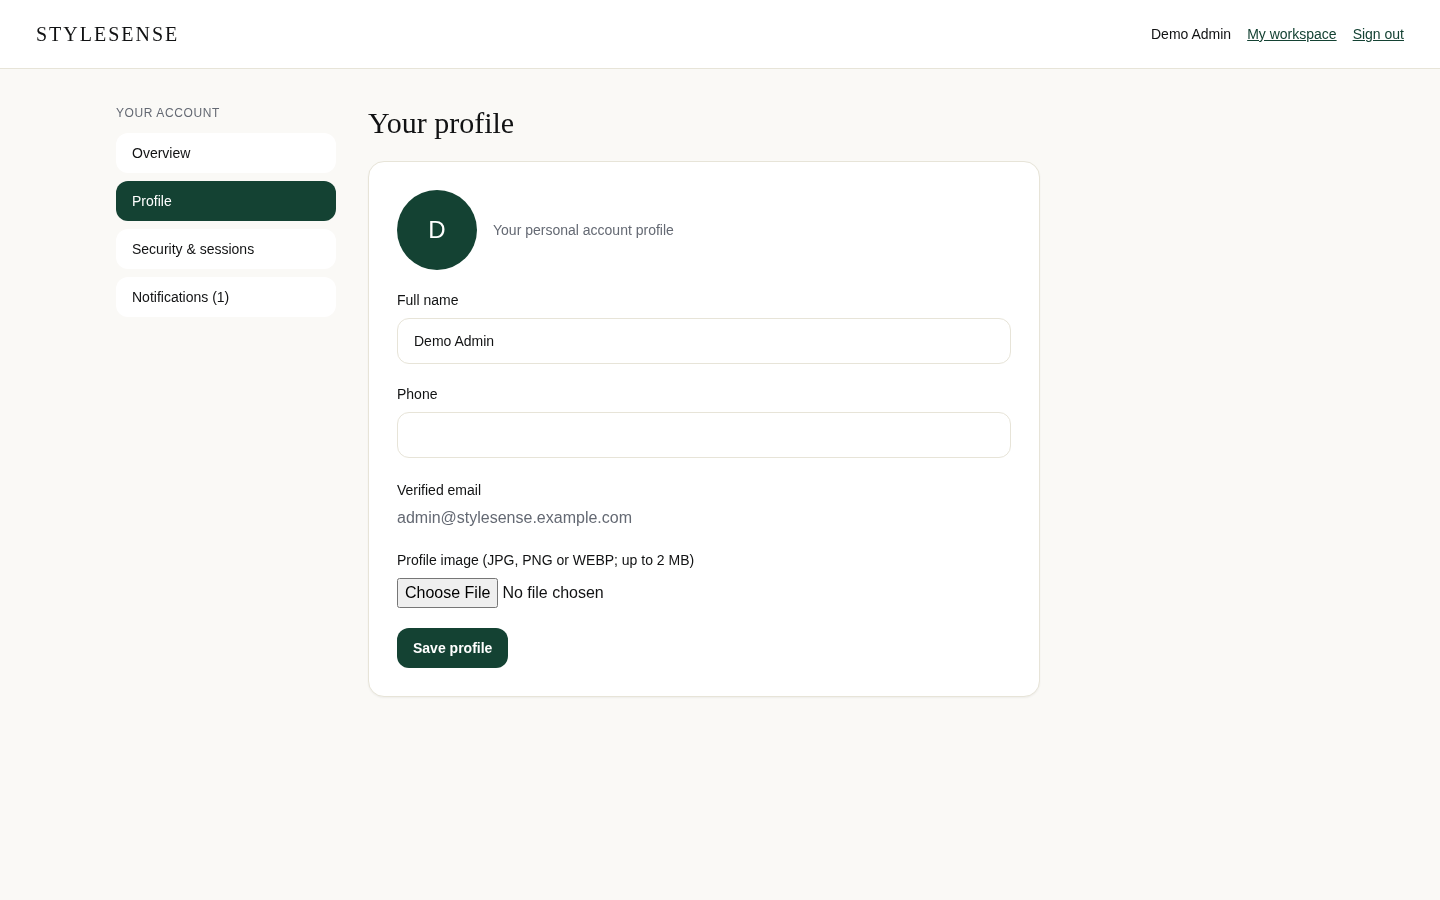 STYLESENSE
Demo Admin My workspace Sign out
YOUR ACCOUNT
Overview
Profile
Security & sessions
Notifications (1)
Your profile
D
Your personal account profile
Full name
Demo Admin
Phone
Verified email
admin@stylesense.example.com
Profile image (JPG, PNG or WEBP; up to 2 MB)
Choose File No file chosen
Save profile